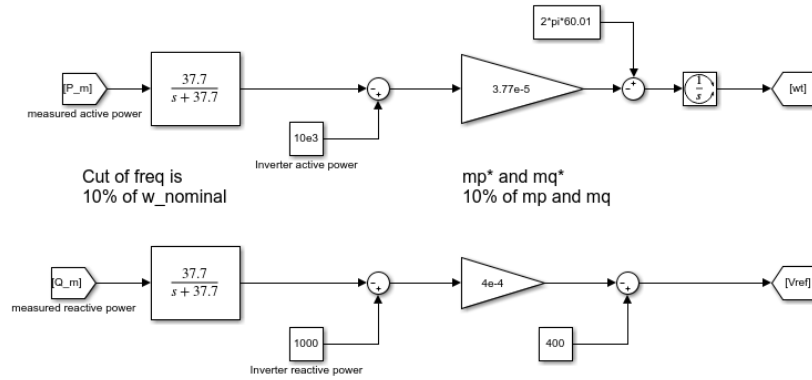 2*pi*60.01
[P_m]
37.7
s + 37.7
3.77e-5
1
s
[wt]
measured active power
10e3
Inverter active power
Cut of freq is
10% of w_nominal
mp* and mq*
10% of mp and mq
[Q_m]
37.7
s + 37.7
4e-4
[Vref]
measured reactive power
1000
400
Inverter reactive power